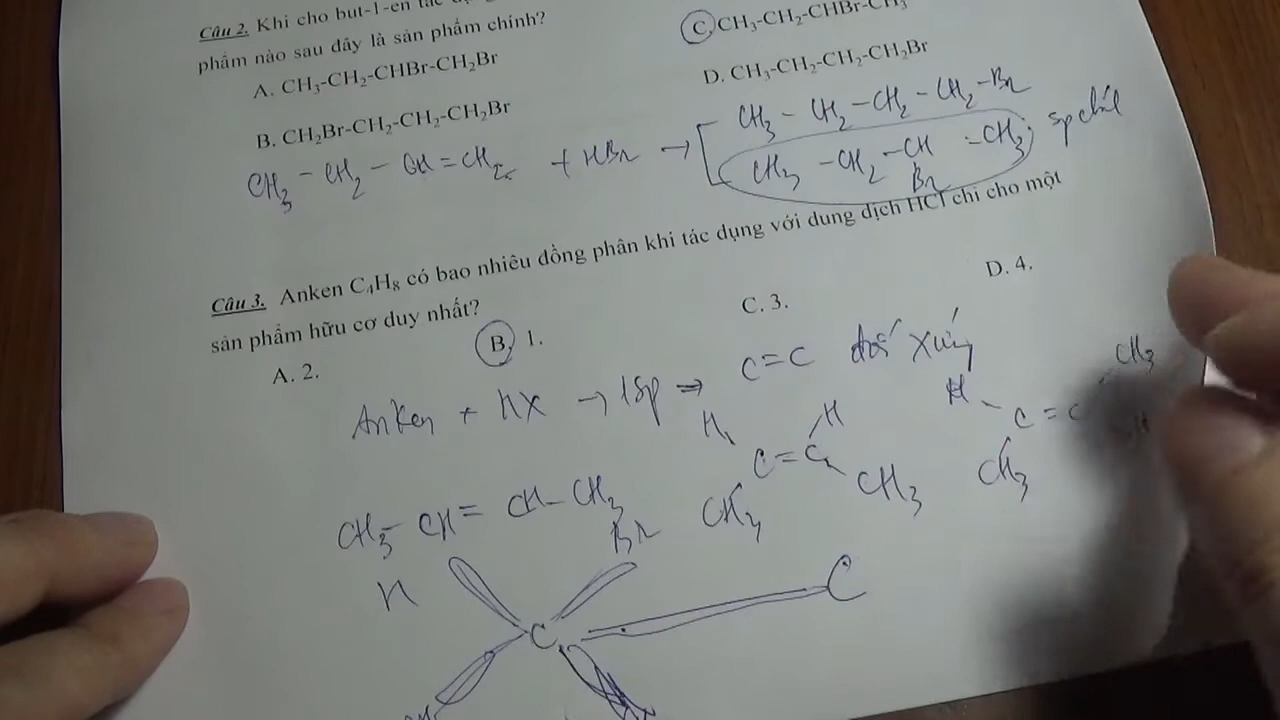 Câu 2. Khi cho but-1-en tác
phẩm nào sau đây là sản phẩm chính?
A. CH₃-CH₂-CHBr-CH₂Br
C. CH₃-CH₂-CHBr-CH₃
B. CH₂Br-CH₂-CH₂-CH₂Br
D. CH₃-CH₂-CH₂-CH₂Br
CH₃ - CH₂ - CH = CH₂ + HBr → [
CH₃ - CH₂ - CH₂ - CH₂ - Br
CH₃ - CH₂ - CH - CH₃
Br
Câu 3. Anken C₄H₈ có bao nhiêu đồng phân khi tác dụng với dung dịch HCl chỉ cho một
sản phẩm hữu cơ duy nhất?
A. 2.
B. 1.
C. 3.
D. 4.
Anken + HX → 1sp ⇒ C=C đối xứng
H H
C=C
CH₃ CH₃
H CH₃
C=C
CH₃ H
CH₃- CH= CH-CH₃
H Br
C C